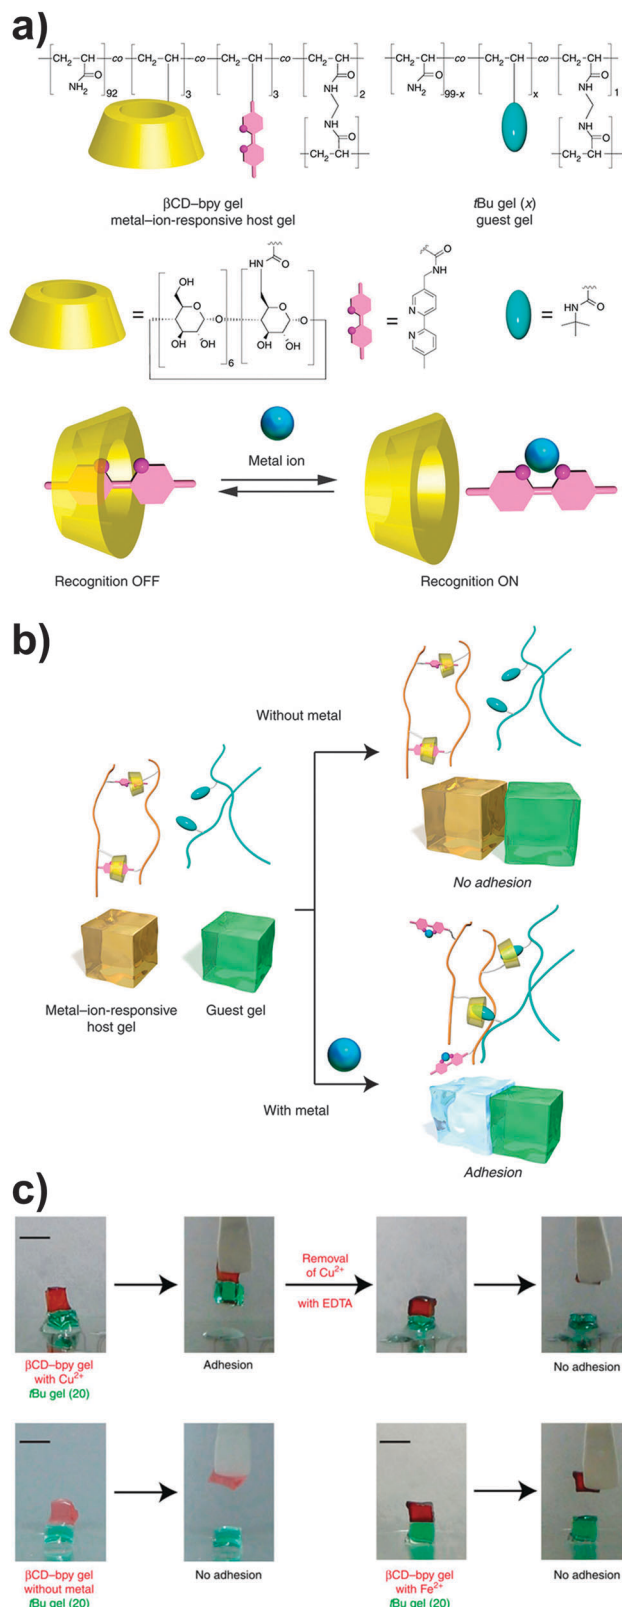 a)
CH2 CH co CH2 CH co CH2 CH co CH2 CH
CH2 CH co CH2 CH co CH2 CH
O
NH2
92
3
3
O
2
NH
NH
O
CH2 CH
O
NH2
99-x
x
O
1
NH
NH
O
CH2 CH
βCD–bpy gel
metal–ion-responsive host gel
tBu gel (x)
guest gel
=
OH
O
O
OH
OH
6
HN
O
O
O
OH
OH
=
HN
O
N
N
=
HN
O
Metal ion
Recognition OFF
Recognition ON
b)
Without metal
No adhesion
Metal–ion-responsive
host gel
Guest gel
With metal
Adhesion
c)
Removal
of Cu2+
with EDTA
βCD–bpy gel
with Cu2+
tBu gel (20)
Adhesion
No adhesion
βCD–bpy gel
without metal
tBu gel (20)
No adhesion
βCD–bpy gel
with Fe2+
tBu gel (20)
No adhesion